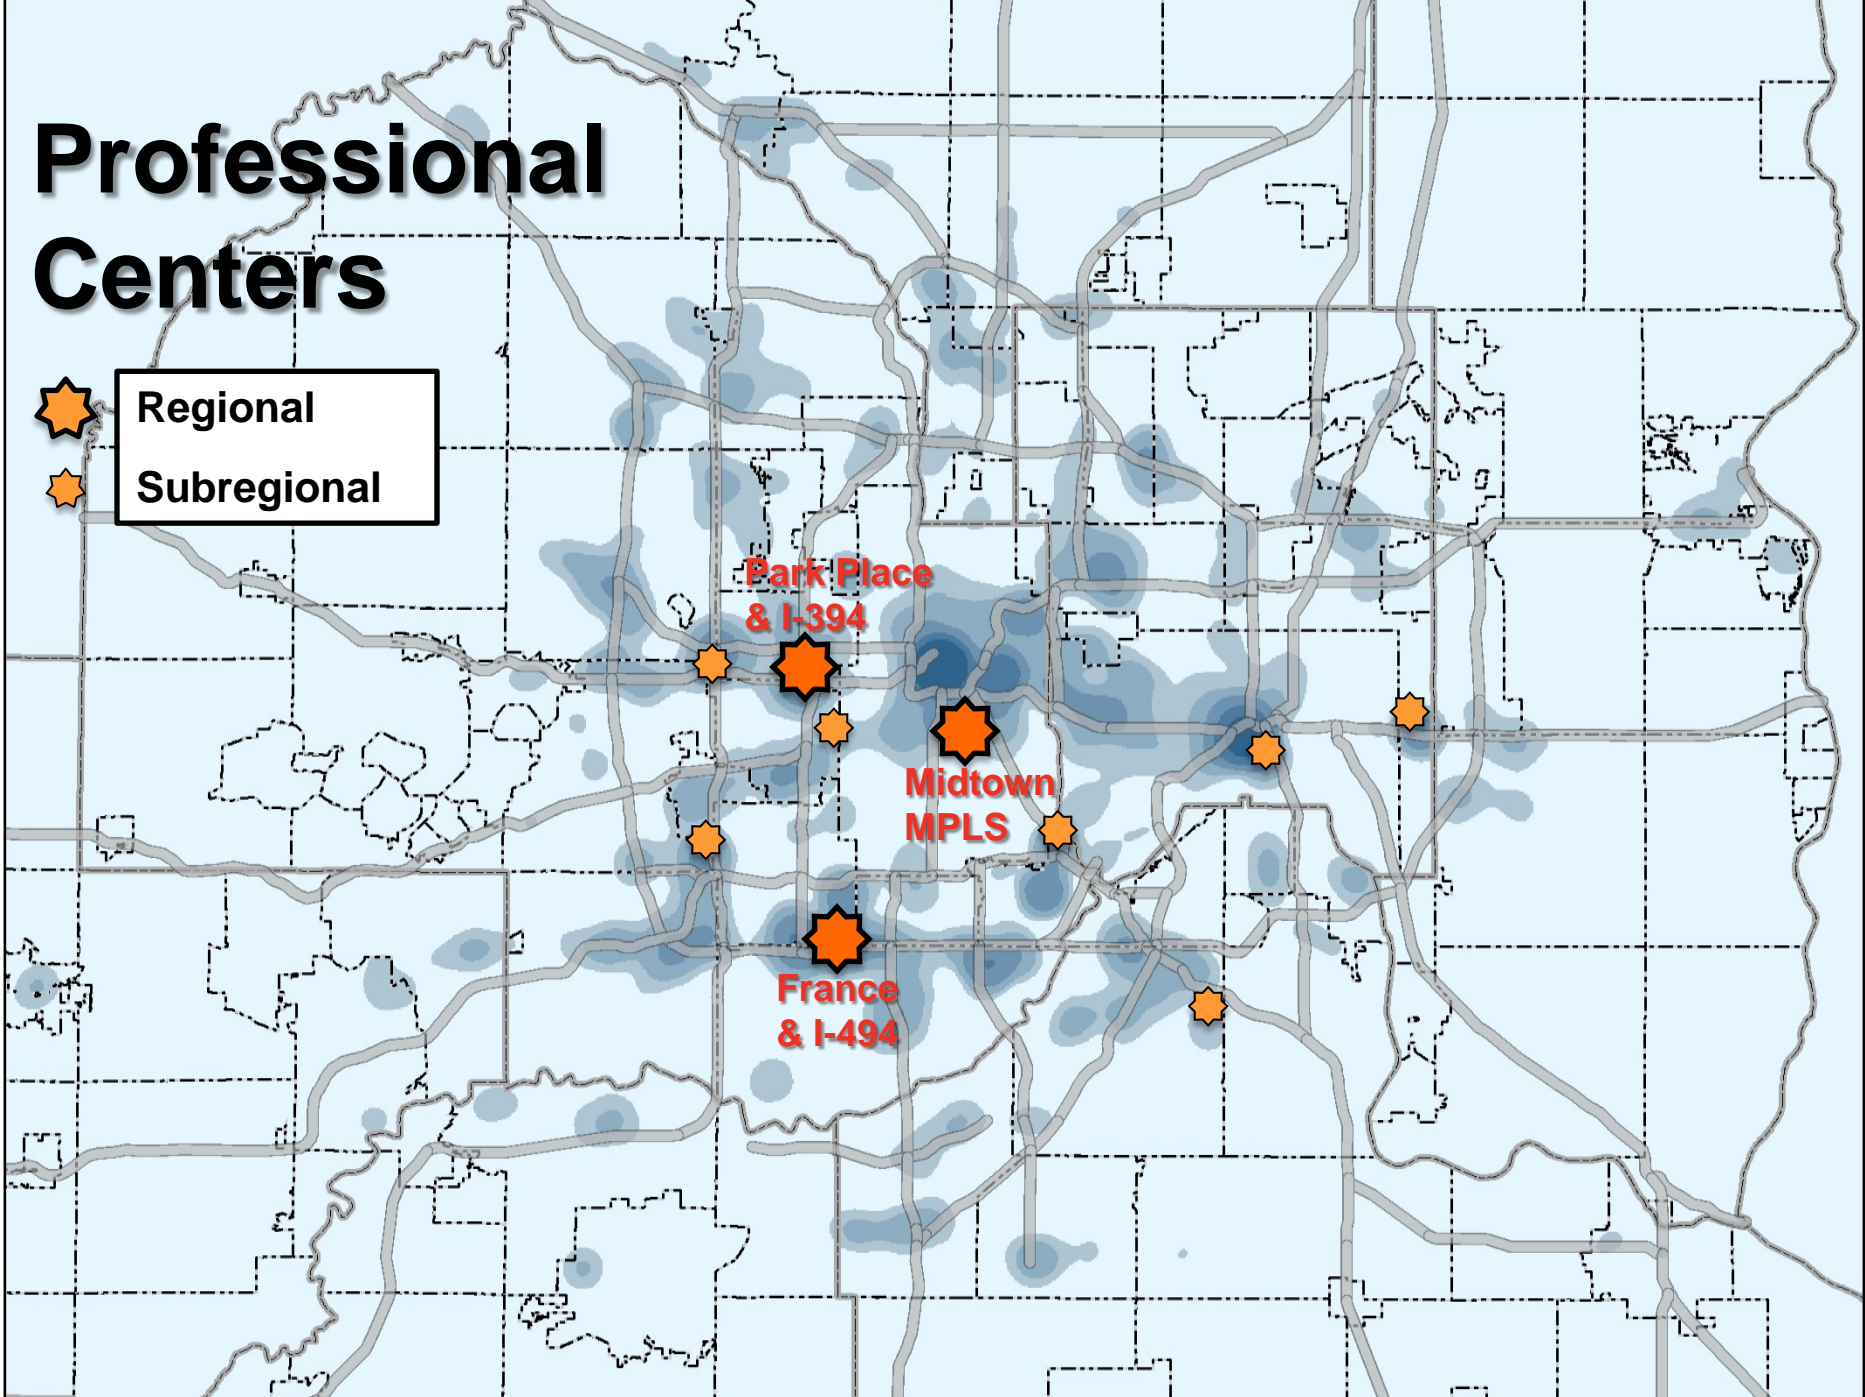 Professional
Centers
Regional
Subregional
Park Place
& I-394
Midtown
MPLS
France
& I-494